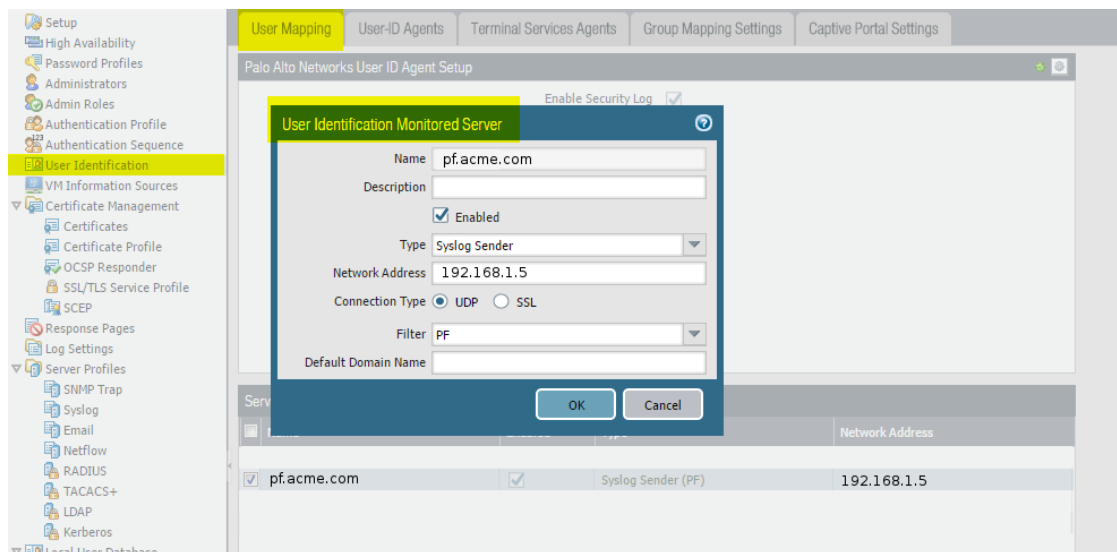 Setup
High Availability
Password Profiles
Administrators
Admin Roles
Authentication Profile
Authentication Sequence
User Identification
VM Information Sources
Certificate Management
Certificates
Certificate Profile
OCSP Responder
SSL/TLS Service Profile
SCEP
Response Pages
Log Settings
Server Profiles
SNMP Trap
Syslog
Email
Netflow
RADIUS
TACACS+
LDAP
Kerberos
Local User Database
User Mapping User-ID Agents Terminal Services Agents Group Mapping Settings Captive Portal Settings
Palo Alto Networks User ID Agent Setup
Enable Security Log
User Identification Monitored Server
Name pf.acme.com
Description
Enabled
Type Syslog Sender
Network Address 192.168.1.5
Connection Type UDP SSL
Filter PF
Default Domain Name
OK Cancel
Serv
Network Address
pf.acme.com Syslog Sender (PF) 192.168.1.5